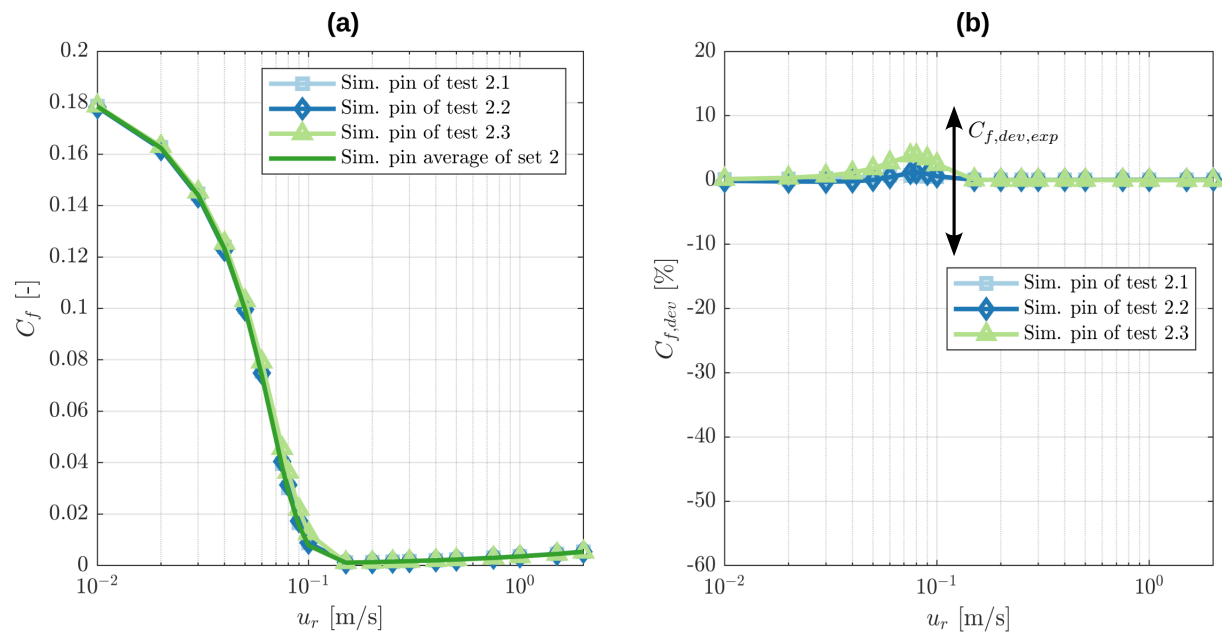 (a)
0.2
0.18
0.16
0.14
0.12
0.1
0.08
0.06
0.04
0.02
0
C_f [-]
10^{-2}
10^{-1}
10^0
u_r [m/s]
Sim. pin of test 2.1
Sim. pin of test 2.2
Sim. pin of test 2.3
Sim. pin average of set 2
(b)
20
10
0
-10
-20
-30
-40
-50
-60
C_{f,dev} [%]
10^{-2}
10^{-1}
10^0
u_r [m/s]
C_{f,dev,exp}
Sim. pin of test 2.1
Sim. pin of test 2.2
Sim. pin of test 2.3